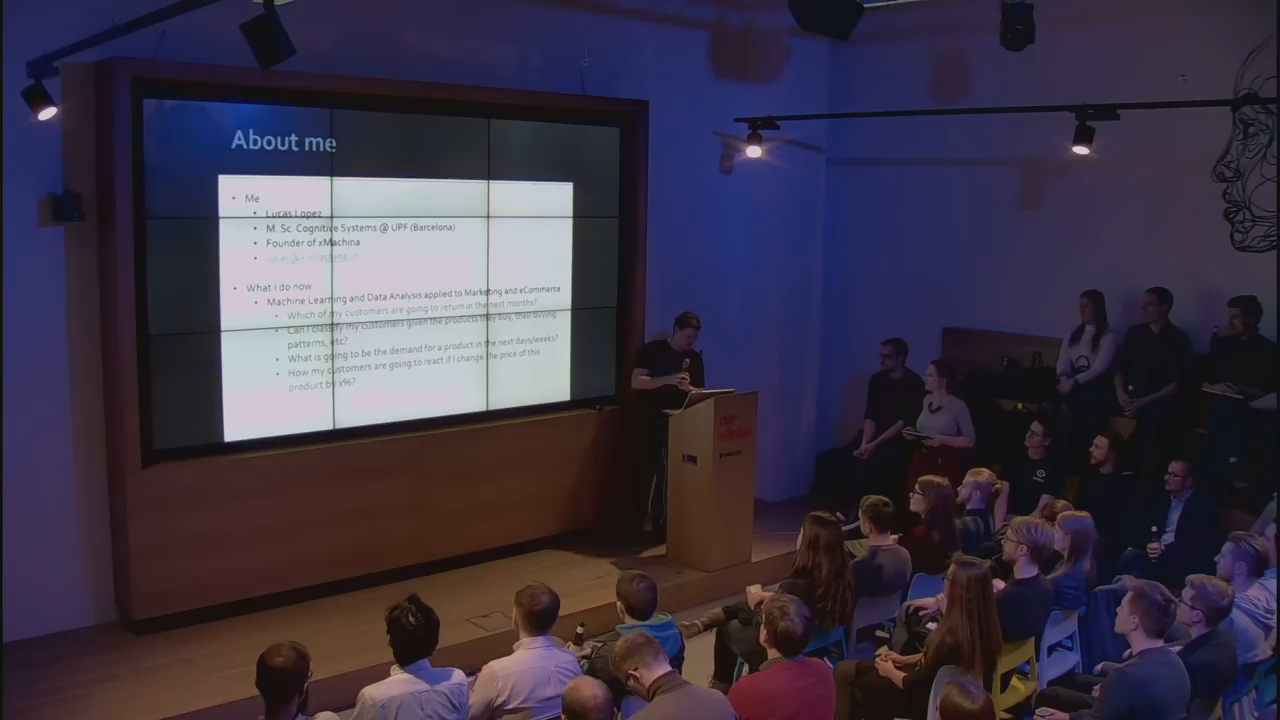 About me
• Me
• Lucas Lopez
• M. Sc. Cognitive Systems @ UPF (Barcelona)
• Founder of xMachina
• What I do now
• Machine Learning and Data Analysis applied to Marketing and eCommerce
• Which of my customers are going to return in the next months?
• Can I classify my customers given the products they buy, their buying
patterns, etc?
• What is going to be the demand for a product in the next days/weeks?
• How my customers are going to react if I change the price of this
product by x%?